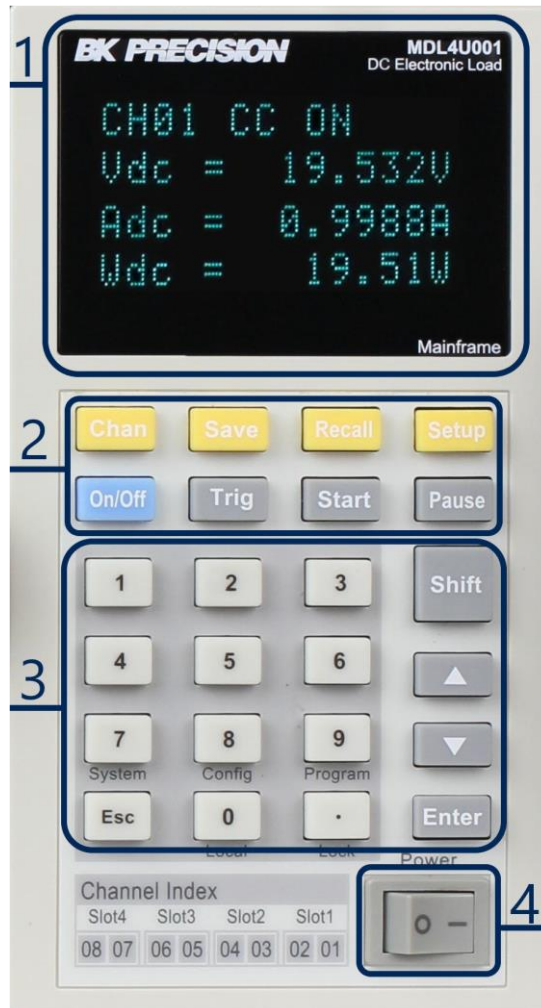 1
BK PRECISION
MDL4U001
DC Electronic Load
CH01 CC ON
Vdc = 19.532V
Adc = 0.9988A
Wdc = 19.51W
Mainframe
2
Chan Save Recall Setup
On/Off Trig Start Pause
3
1 2 3 Shift
4 5 6
7 8 9
System Config Program
Esc 0 . Enter
Local Lock Power
4
Channel Index
Slot4 Slot3 Slot2 Slot1
08 07 06 05 04 03 02 01
O –